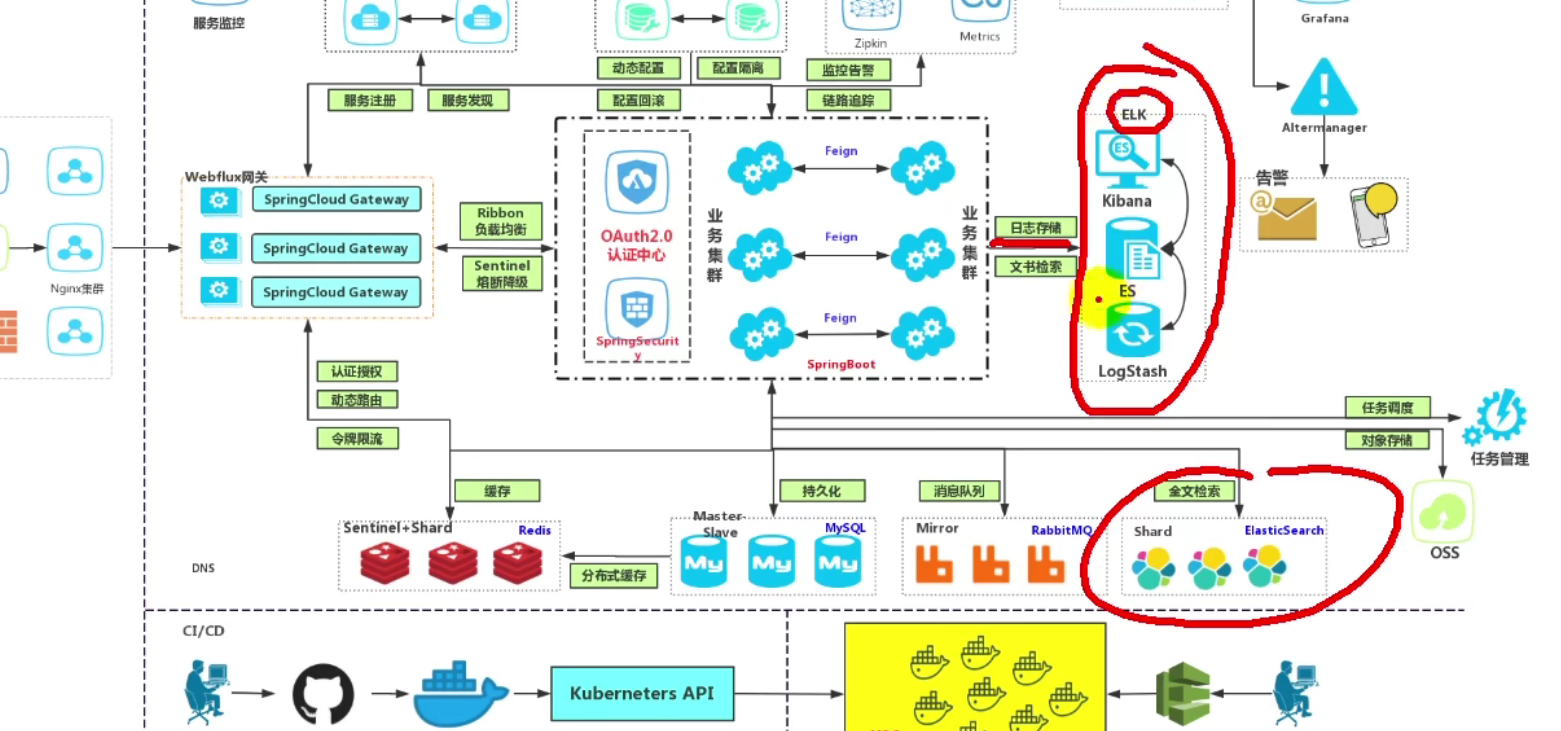 服务监控
Zipkin
Metrics
Grafana
动态配置
配置隔离
监控告警
服务注册
服务发现
配置回滚
链路追踪
ELK
Altermanager
Webflux网关
Feign
告警
SpringCloud Gateway
Kibana
Ribbon
负载均衡
业务集群
业务集群
日志存储
OAuth2.0
认证中心
Feign
SpringCloud Gateway
Sentinel
熔断降级
文书检索
Nginx集群
SpringCloud Gateway
ES
Feign
SpringSecurit
y
SpringBoot
LogStash
认证授权
动态路由
令牌限流
任务调度
对象存储
任务管理
缓存
持久化
消息队列
全文检索
Sentinel+Shard
Redis
Master-
Slave
MySQL
Mirror
RabbitMQ
Shard
ElasticSearch
OSS
DNS
分布式缓存
My
My
My
CI/CD
Kuberneters API